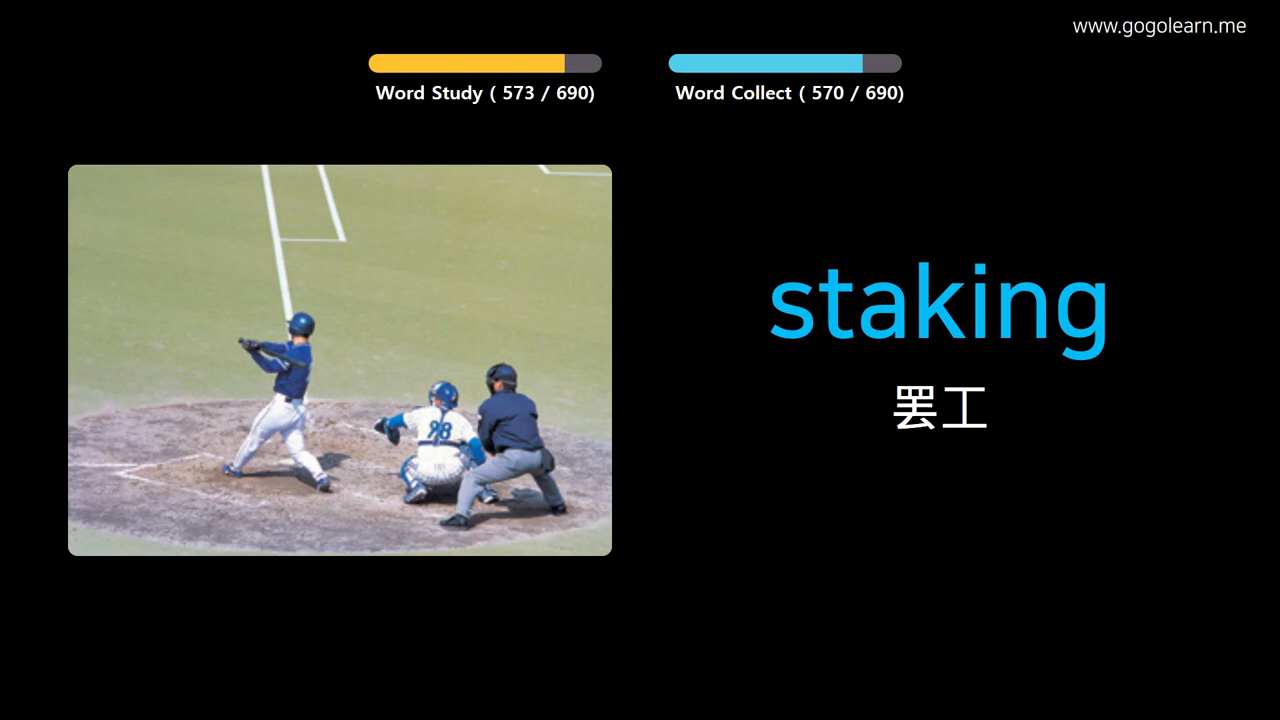 www.gogolearn.me
Word Study ( 573 / 690)
Word Collect ( 570 / 690)
staking
罢工
98